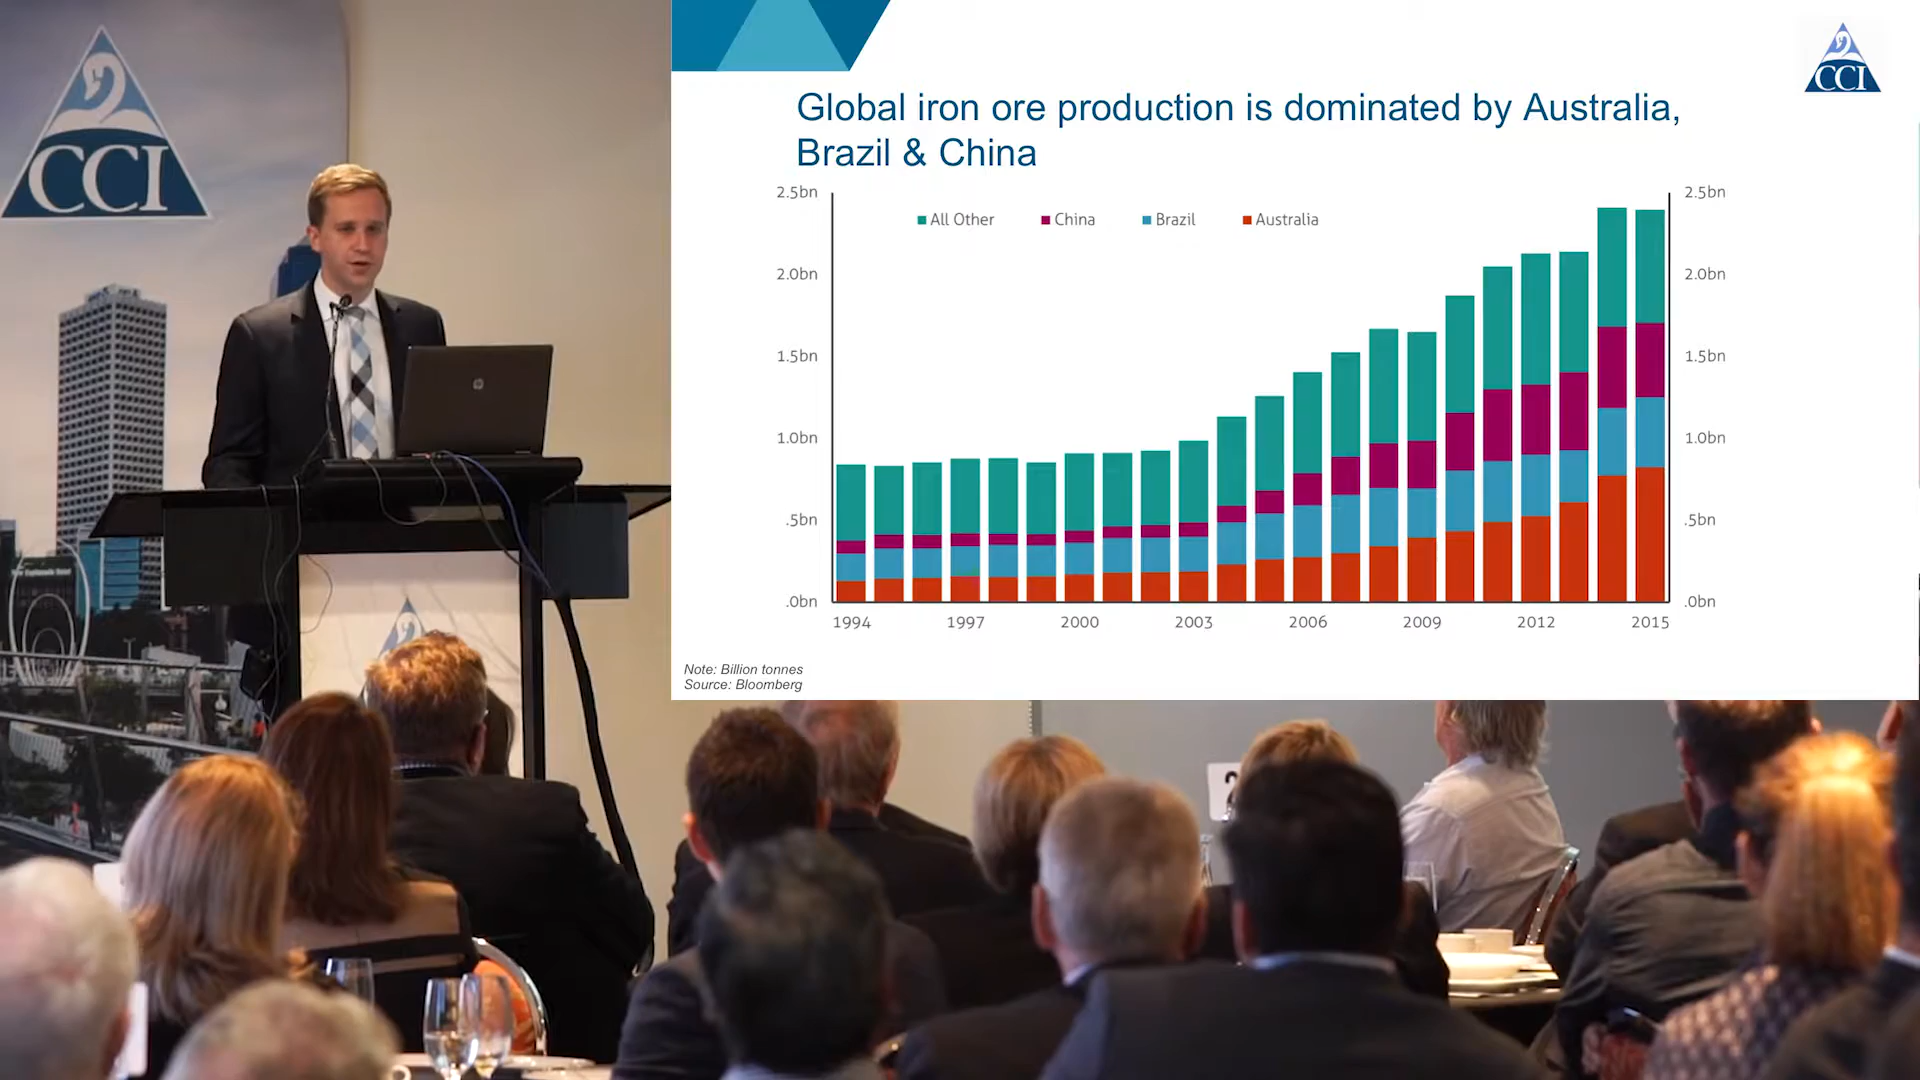 CCI
CCI
Global iron ore production is dominated by Australia,
Brazil & China
2.5bn
2.5bn
All Other
China
Brazil
Australia
2.0bn
2.0bn
1.5bn
1.5bn
1.0bn
1.0bn
.5bn
.5bn
.0bn
.0bn
1994
1997
2000
2003
2006
2009
2012
2015
Note: Billion tonnes
Source: Bloomberg
hp